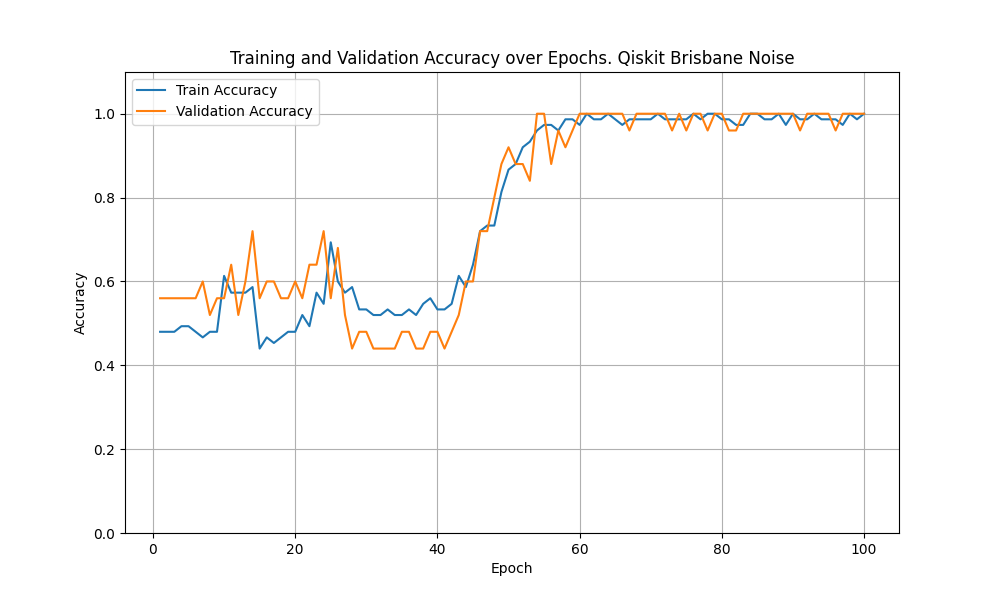 Training and Validation Accuracy over Epochs. Qiskit Brisbane Noise
Train Accuracy
Validation Accuracy
1.0
0.8
0.6
0.4
0.2
0.0
Accuracy
0 20 40 60 80 100
Epoch